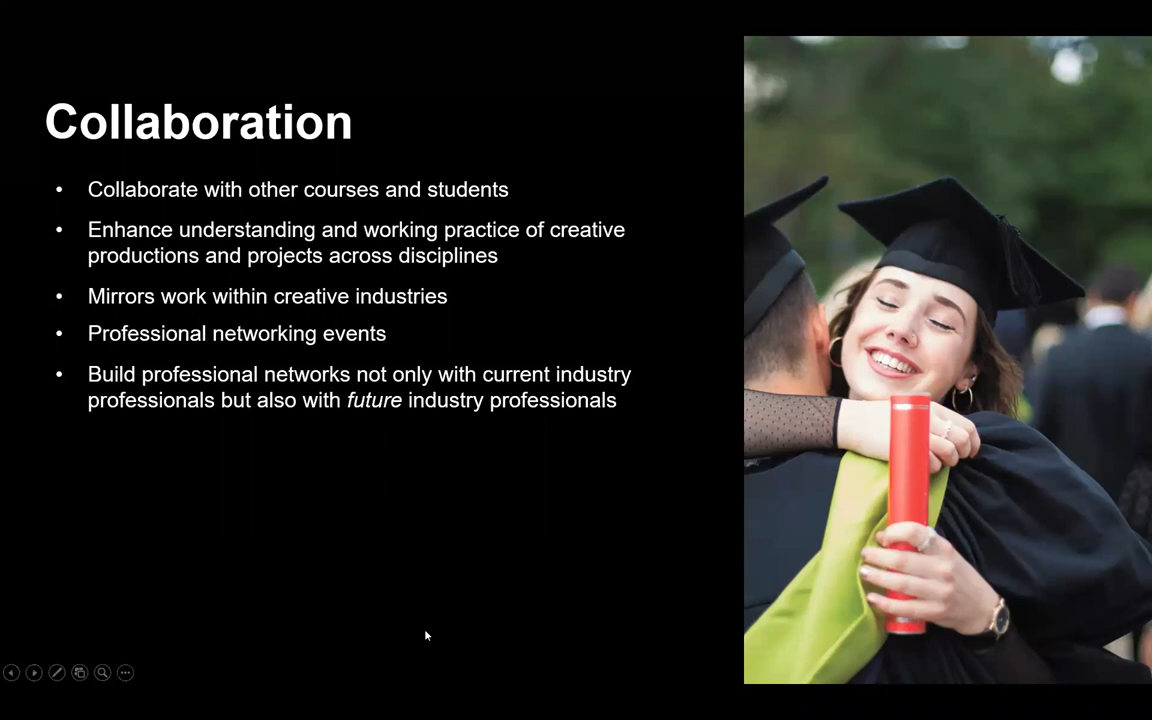 Collaboration
• Collaborate with other courses and students
• Enhance understanding and working practice of creative
productions and projects across disciplines
• Mirrors work within creative industries
• Professional networking events
• Build professional networks not only with current industry
professionals but also with future industry professionals